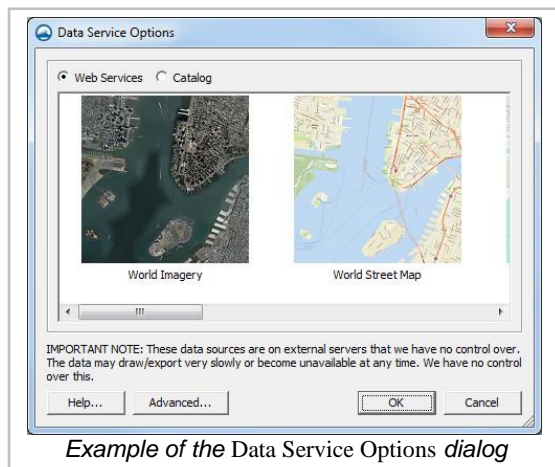 Data Service Options
Web Services Catalog
World Imagery World Street Map
IMPORTANT NOTE: These data sources are on external servers that we have no control over.
The data may draw/export very slowly or become unavailable at any time. We have no control
over this.
Help... Advanced... OK Cancel
Example of the Data Service Options dialog